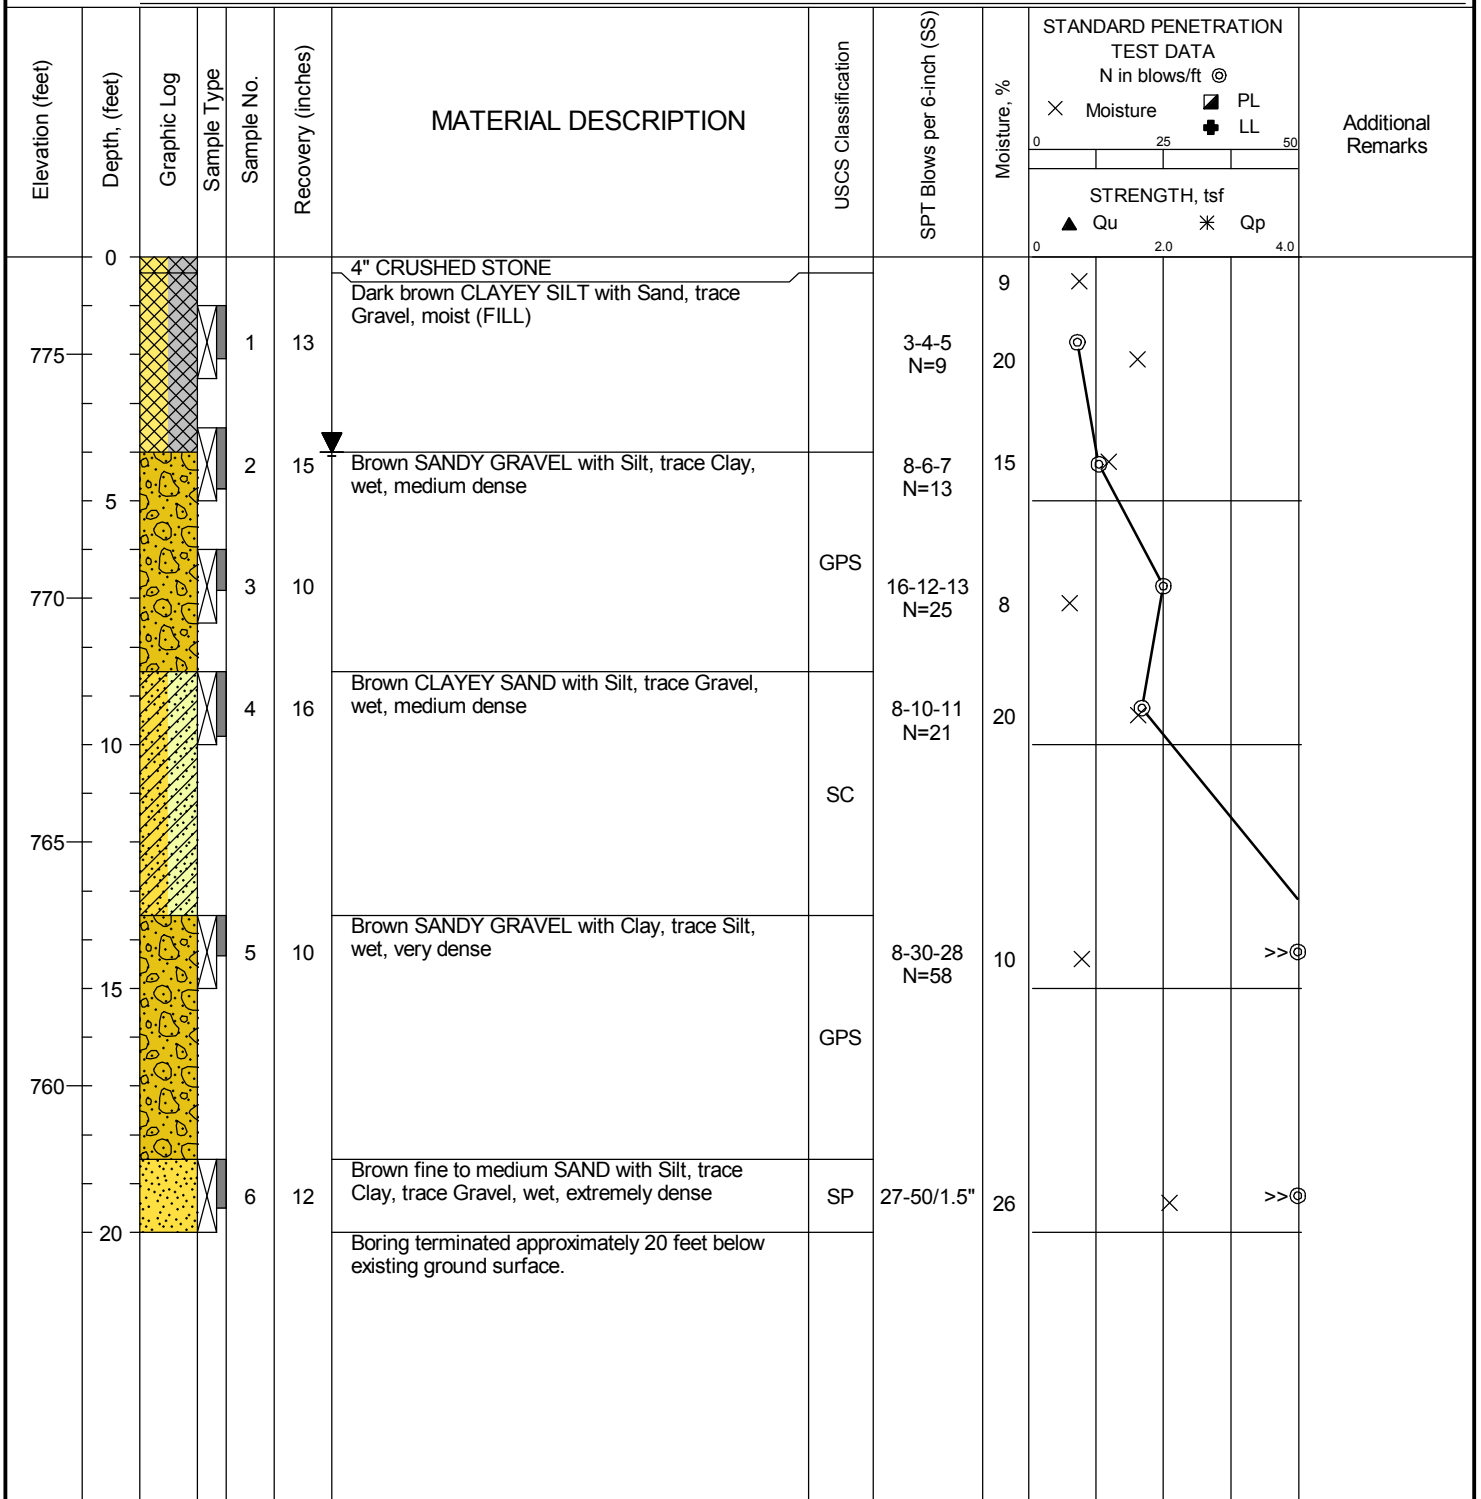 Elevation (feet)
Depth, (feet)
Graphic Log
Sample Type
Sample No.
Recovery (inches)
MATERIAL DESCRIPTION
USCS Classification
SPT Blows per 6-inch (SS)
Moisture, %
STANDARD PENETRATION
TEST DATA
N in blows/ft
Moisture
PL
LL
0 25 50
STRENGTH, tsf
Qu Qp
0 2.0 4.0
Additional
Remarks
0
4" CRUSHED STONE
9
Dark brown CLAYEY SILT with Sand, trace
Gravel, moist (FILL)
775
1 13
3-4-5
N=9
20
2 15
Brown SANDY GRAVEL with Silt, trace Clay,
wet, medium dense
8-6-7
N=13
15
5
GPS
770
3 10
16-12-13
N=25
8
Brown CLAYEY SAND with Silt, trace Gravel,
wet, medium dense
4 16
8-10-11
N=21
20
10
SC
765
Brown SANDY GRAVEL with Clay, trace Silt,
wet, very dense
5 10
8-30-28
N=58
10
>>
15
GPS
760
Brown fine to medium SAND with Silt, trace
Clay, trace Gravel, wet, extremely dense
6 12
SP
27-50/1.5"
26
>>
20
Boring terminated approximately 20 feet below
existing ground surface.